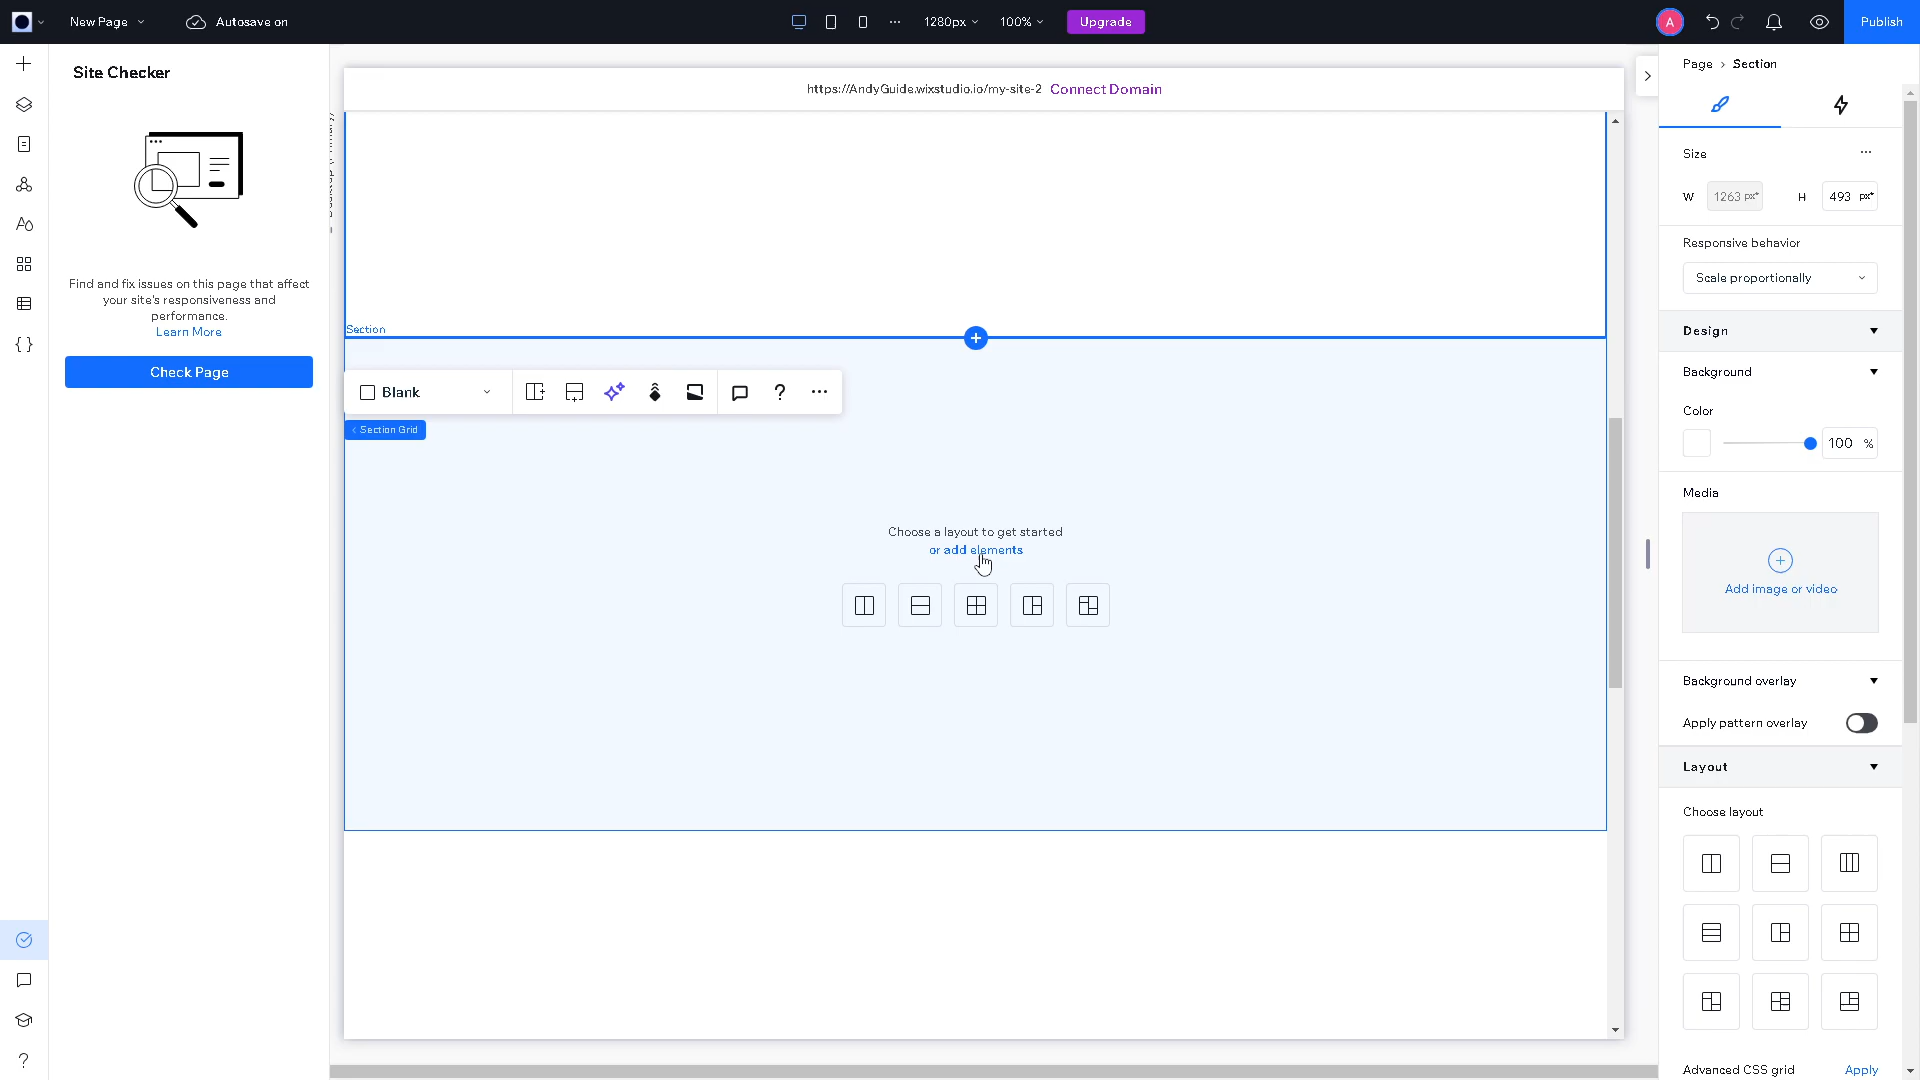 New Page
Autosave on
1280px
100%
Upgrade
A
Publish
Site Checker
Find and fix issues on this page that affect
your site's responsiveness and
performance.
Learn More
Check Page
https://AndyGuide.wixstudio.io/my-site-2 Connect Domain
Section
Blank
?
< Section Grid
Choose a layout to get started
or add elements
?
Page > Section
Size
W 1263 px* H 493 px*
Responsive behavior
Scale proportionally
Design
Background
Color
100 %
Media
Add image or video
Background overlay
Apply pattern overlay
Layout
Choose layout
Advanced CSS grid Apply